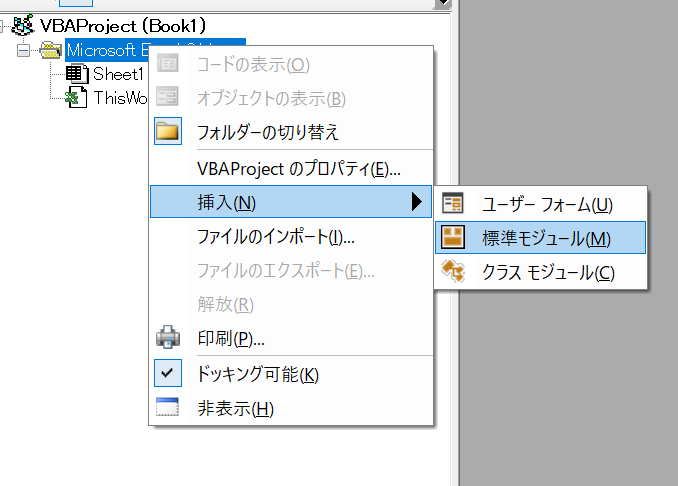 VBAProject (Book1)
Microsoft
Sheet1
コードの表示(O)
オブジェクトの表示(B)
フォルダーの切り替え
VBAProject のプロパティ(E)...
挿入(N)
ユーザー フォーム(U)
標準モジュール(M)
クラス モジュール(C)
ファイルのインポート(I)...
ファイルのエクスポート(E)...
解放(R)
印刷(P)...
ドッキング可能(K)
非表示(H)